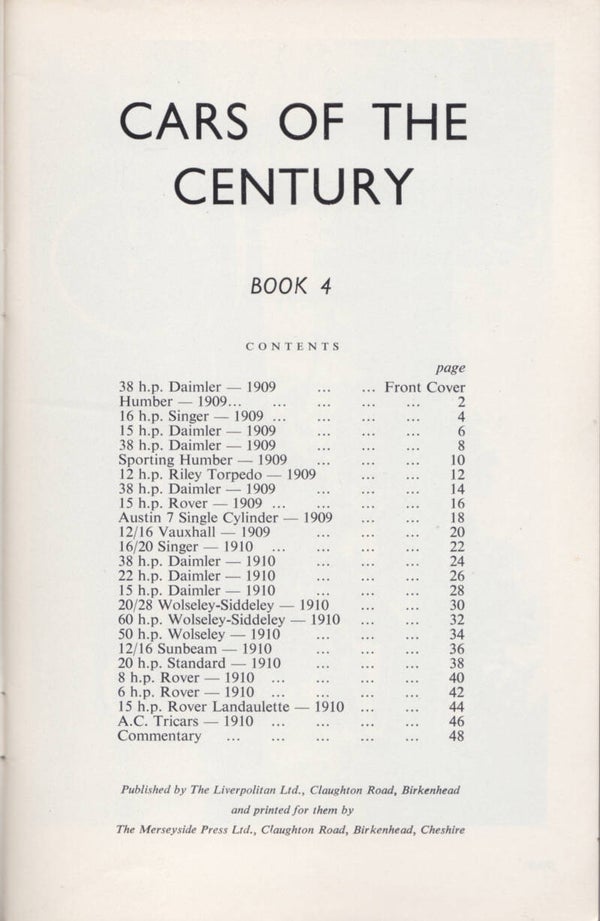 CARS OF THE
CENTURY
BOOK 4
CONTENTS
page
38 h.p. Daimler — 1909 ... ... Front Cover
Humber — 1909... ... ... ... ... 2
16 h.p. Singer — 1909 ... ... ... ... 4
15 h.p. Daimler — 1909 ... ... ... 6
38 h.p. Daimler — 1909 ... ... ... 8
Sporting Humber — 1909 ... ... ... 10
12 h.p. Riley Torpedo — 1909 ... ... ... 12
38 h.p. Daimler — 1909 ... ... ... 14
15 h.p. Rover — 1909 ... ... ... ... 16
Austin 7 Single Cylinder — 1909 ... ... 18
12/16 Vauxhall — 1909 ... ... ... 20
16/20 Singer — 1910 ... ... ... ... 22
38 h.p. Daimler — 1910 ... ... ... 24
22 h.p. Daimler — 1910 ... ... ... 26
15 h.p. Daimler — 1910 ... ... ... 28
20/28 Wolseley-Siddeley — 1910 ... ... 30
60 h.p. Wolseley-Siddeley — 1910 ... ... 32
50 h.p. Wolseley — 1910 ... ... ... 34
12/16 Sunbeam — 1910 ... ... ... 36
20 h.p. Standard — 1910 ... ... ... 38
8 h.p. Rover — 1910 ... ... ... ... 40
6 h.p. Rover — 1910 ... ... ... ... 42
15 h.p. Rover Landaulette — 1910 ... ... 44
A.C. Tricars — 1910 ... ... ... ... 46
Commentary ... ... ... ... ... 48
Published by The Liverpolitan Ltd., Claughton Road, Birkenhead
and printed for them by
The Merseyside Press Ltd., Claughton Road, Birkenhead, Cheshire